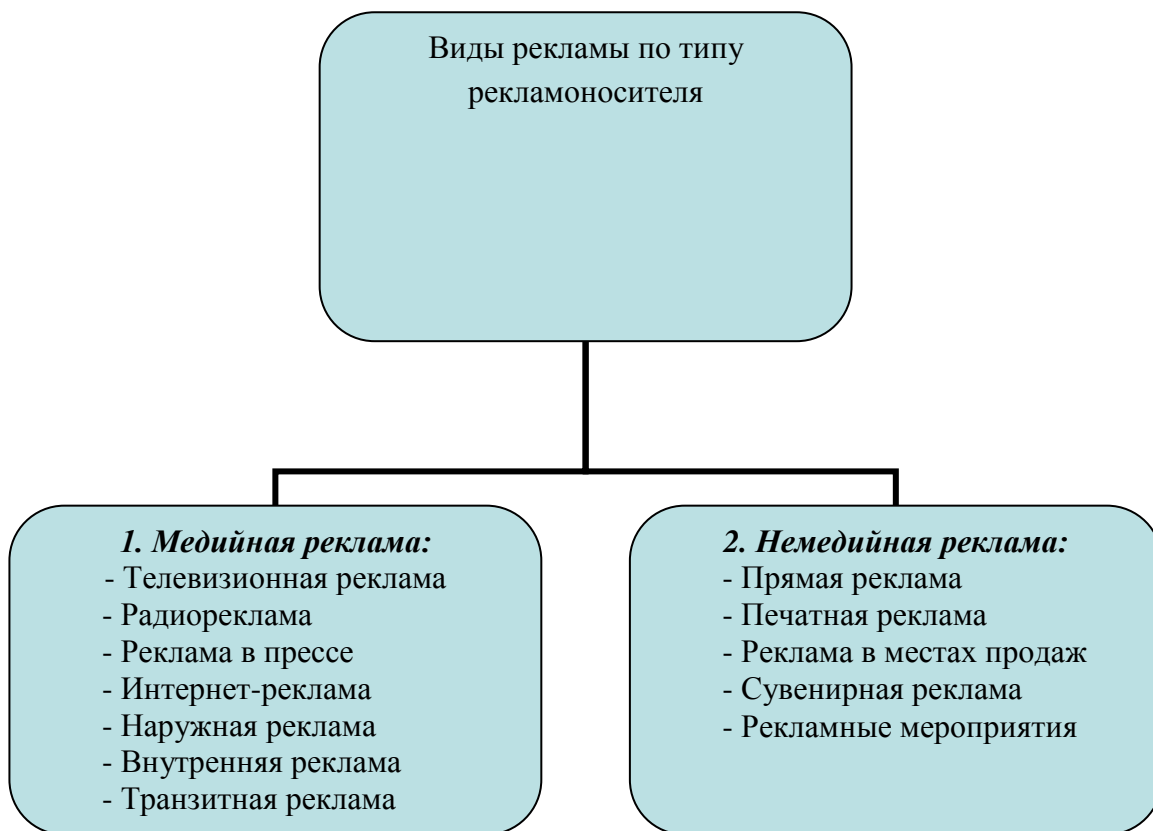 Виды рекламы по типу
рекламоносителя
1. Медийная реклама:
- Телевизионная реклама
- Радиореклама
- Реклама в прессе
- Интернет-реклама
- Наружная реклама
- Внутренняя реклама
- Транзитная реклама
2. Немедийная реклама:
- Прямая реклама
- Печатная реклама
- Реклама в местах продаж
- Сувенирная реклама
- Рекламные мероприятия